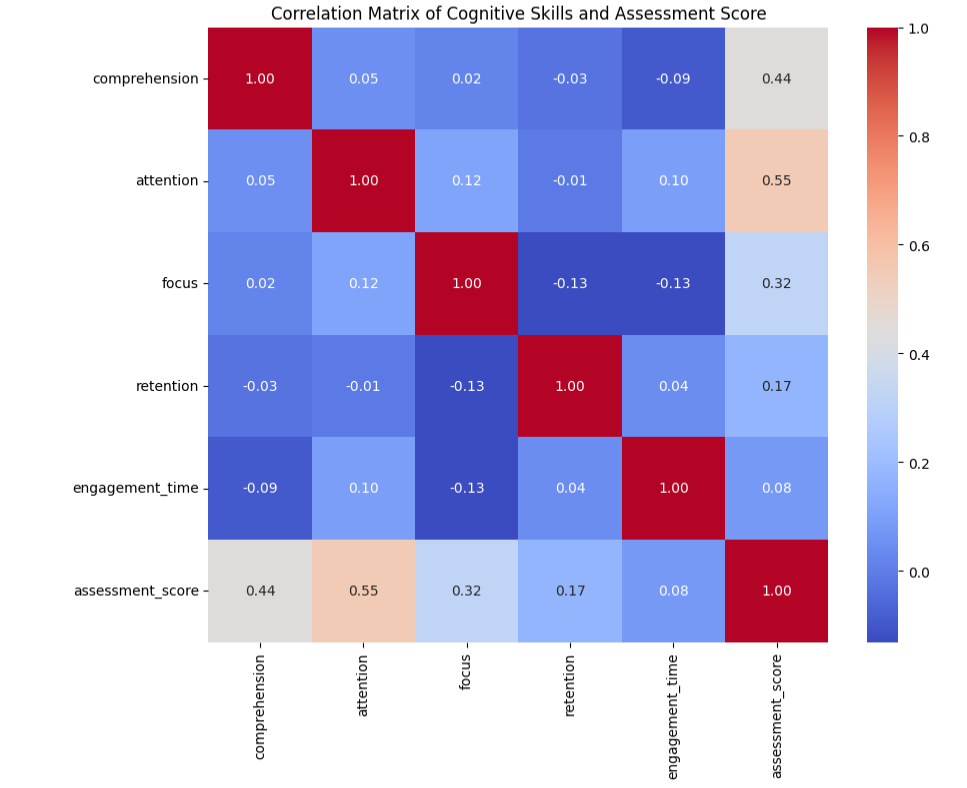 Correlation Matrix of Cognitive Skills and Assessment Score
comprehension 1.00 0.05 0.02 -0.03 -0.09 0.44
attention 0.05 1.00 0.12 -0.01 0.10 0.55
focus 0.02 0.12 1.00 -0.13 -0.13 0.32
retention -0.03 -0.01 -0.13 1.00 0.04 0.17
engagement_time -0.09 0.10 -0.13 0.04 1.00 0.08
assessment_score 0.44 0.55 0.32 0.17 0.08 1.00
comprehension
attention
focus
retention
engagement_time
assessment_score
1.0
0.8
0.6
0.4
0.2
0.0